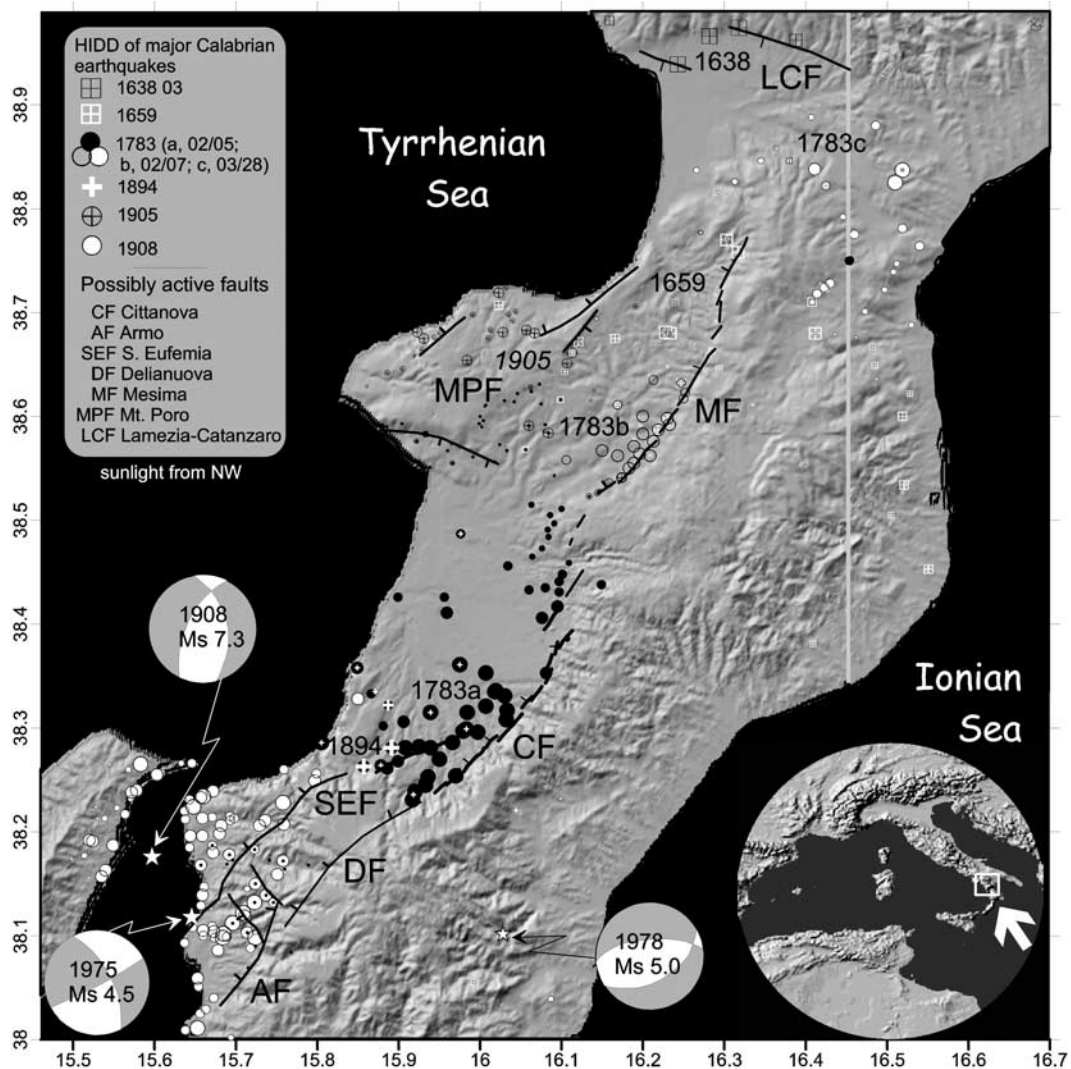 HIDD of major Calabrian
earthquakes
1638 03
1659
1783 (a, 02/05;
b, 02/07; c, 03/28)
1894
1905
1908
Possibly active faults
CF Cittanova
AF Armo
SEF S. Eufemia
DF Delianuova
MF Mesima
MPF Mt. Poro
LCF Lamezia-Catanzaro
sunlight from NW
Tyrrhenian
Sea
1638
LCF
1783c
1659
1905
MPF
MF
1783b
1783a
1894
CF
SEF
DF
AF
1908
Ms 7.3
1975
Ms 4.5
1978
Ms 5.0
Ionian
Sea
38.9
38.8
38.7
38.6
38.5
38.4
38.3
38.2
38.1
38
15.5 15.6 15.7 15.8 15.9 16 16.1 16.2 16.3 16.4 16.5 16.6 16.7